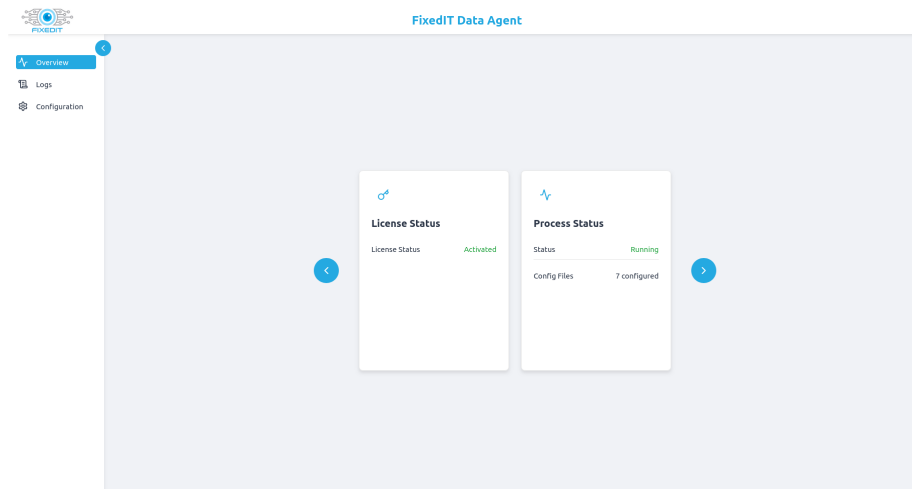 FIXEDIT
FixedIT Data Agent
Overview
Logs
Configuration
License Status
License Status Activated
Process Status
Status Running
Config Files 7 configured